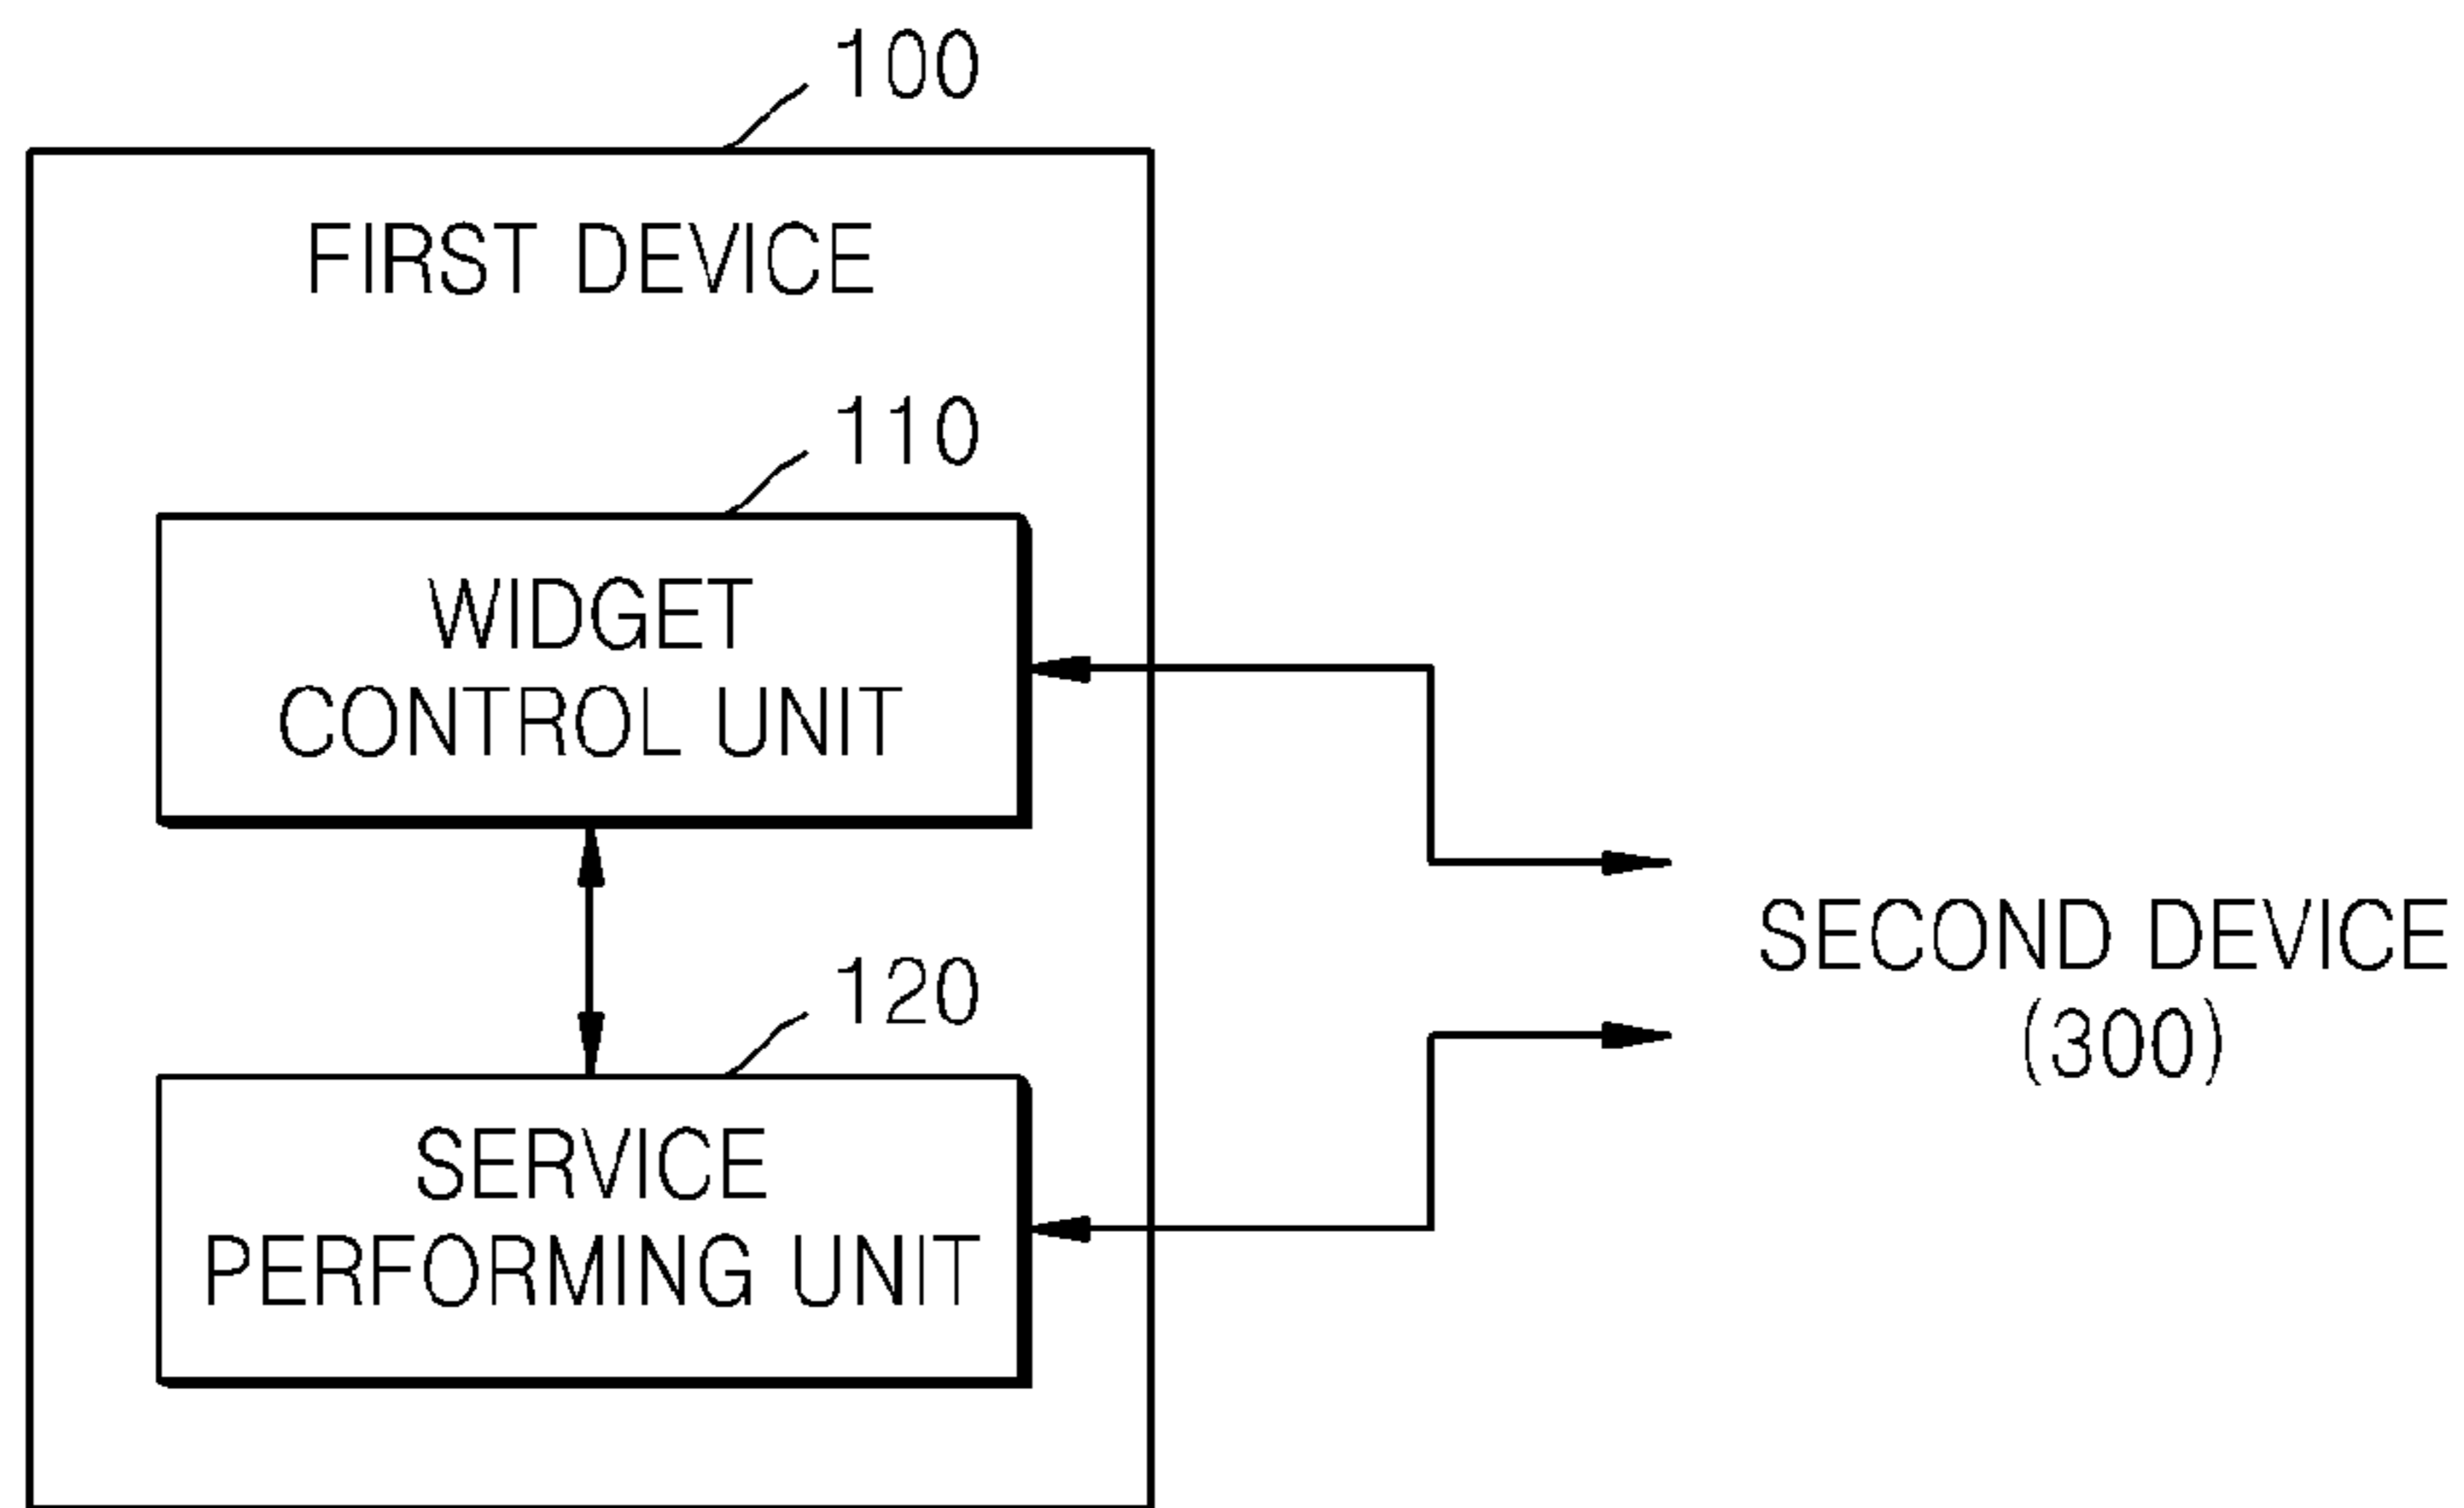 100
FIRST DEVICE
110
WIDGET
CONTROL UNIT
120
SERVICE
PERFORMING UNIT
SECOND DEVICE
(300)